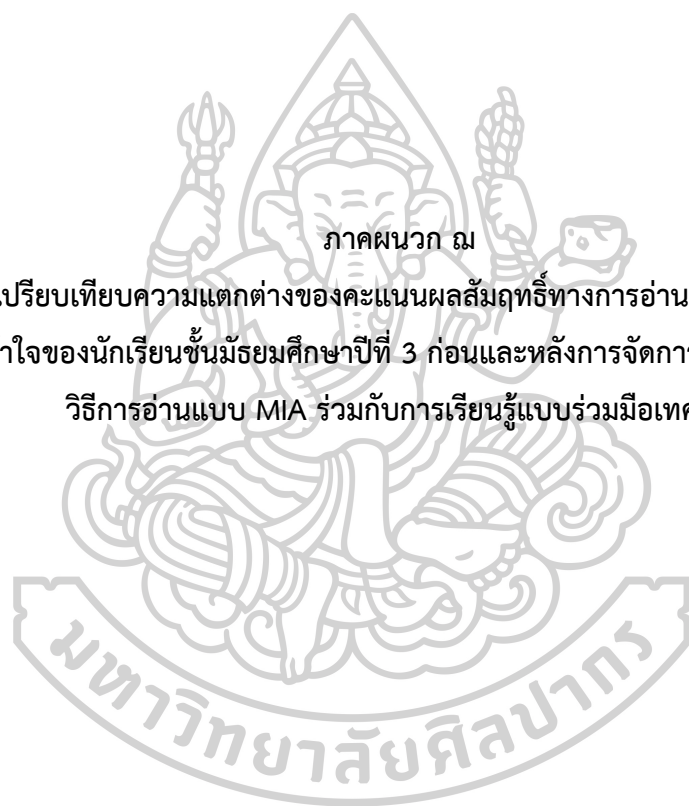 ภาคผนวก ฌ
เปรียบเทียบความแตกต่างของคะแนนผลสัมฤทธิ์ทางการอ่าน
ใจของนักเรียนชั้นมัธยมศึกษาปีที่ 3 ก่อนและหลังการจัดการ
วิธีการอ่านแบบ MIA ร่วมกับการเรียนรู้แบบร่วมมือเทค
มหาวิทยาลัยศิลปากร